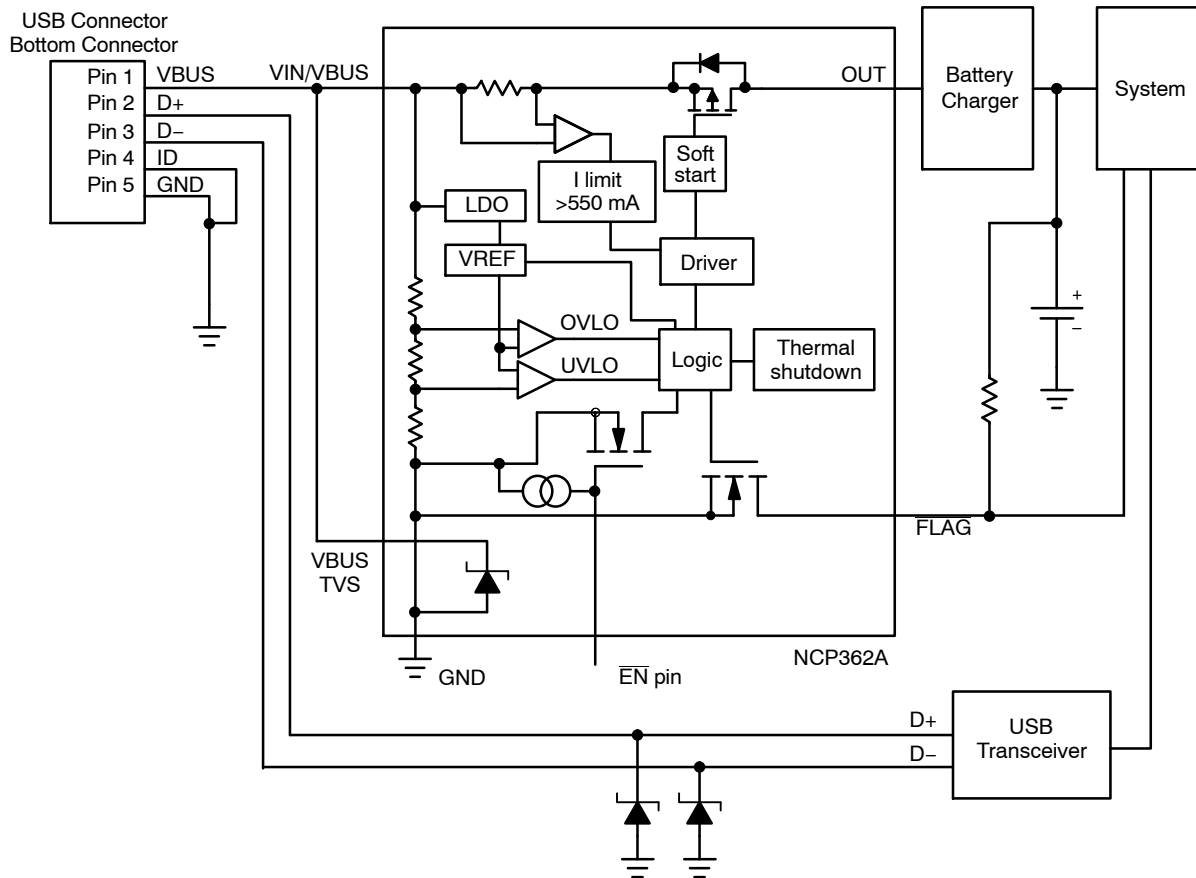 USB Connector
Bottom Connector
Pin 1
VBUS
Pin 2
D+
Pin 3
D−
Pin 4
ID
Pin 5
GND
VIN/VBUS
OUT
Battery
Charger
System
Soft
start
I limit
>550 mA
LDO
VREF
Driver
OVLO
UVLO
Logic
Thermal
shutdown
+
−
FLAG
VBUS
TVS
GND
EN pin
NCP362A
D+
D−
USB
Transceiver